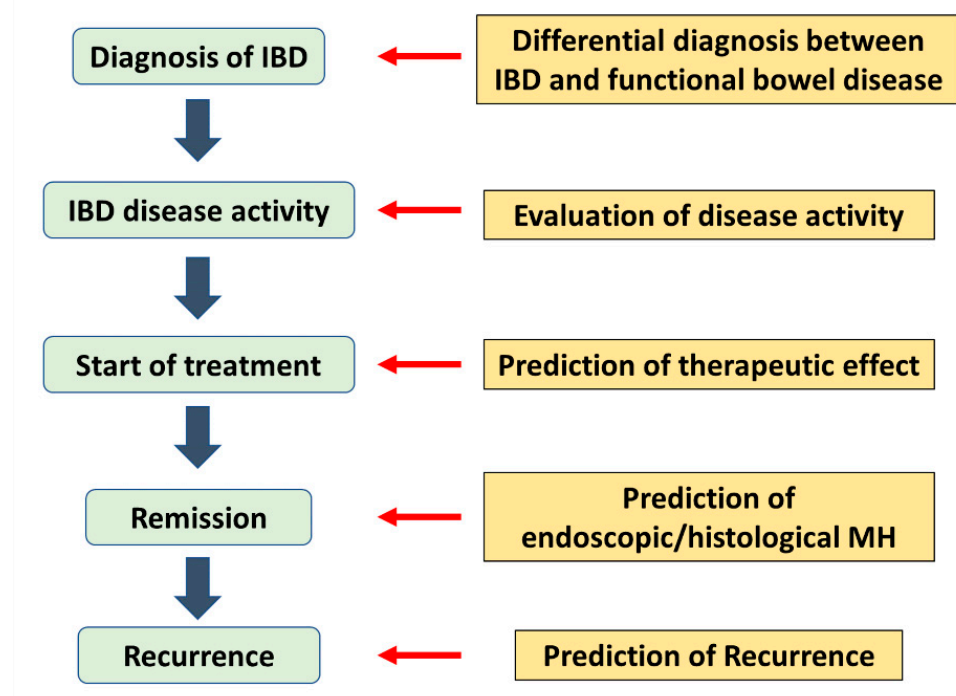 Diagnosis of IBD
Differential diagnosis between
IBD and functional bowel disease
IBD disease activity
Evaluation of disease activity
Start of treatment
Prediction of therapeutic effect
Remission
Prediction of
endoscopic/histological MH
Recurrence
Prediction of Recurrence